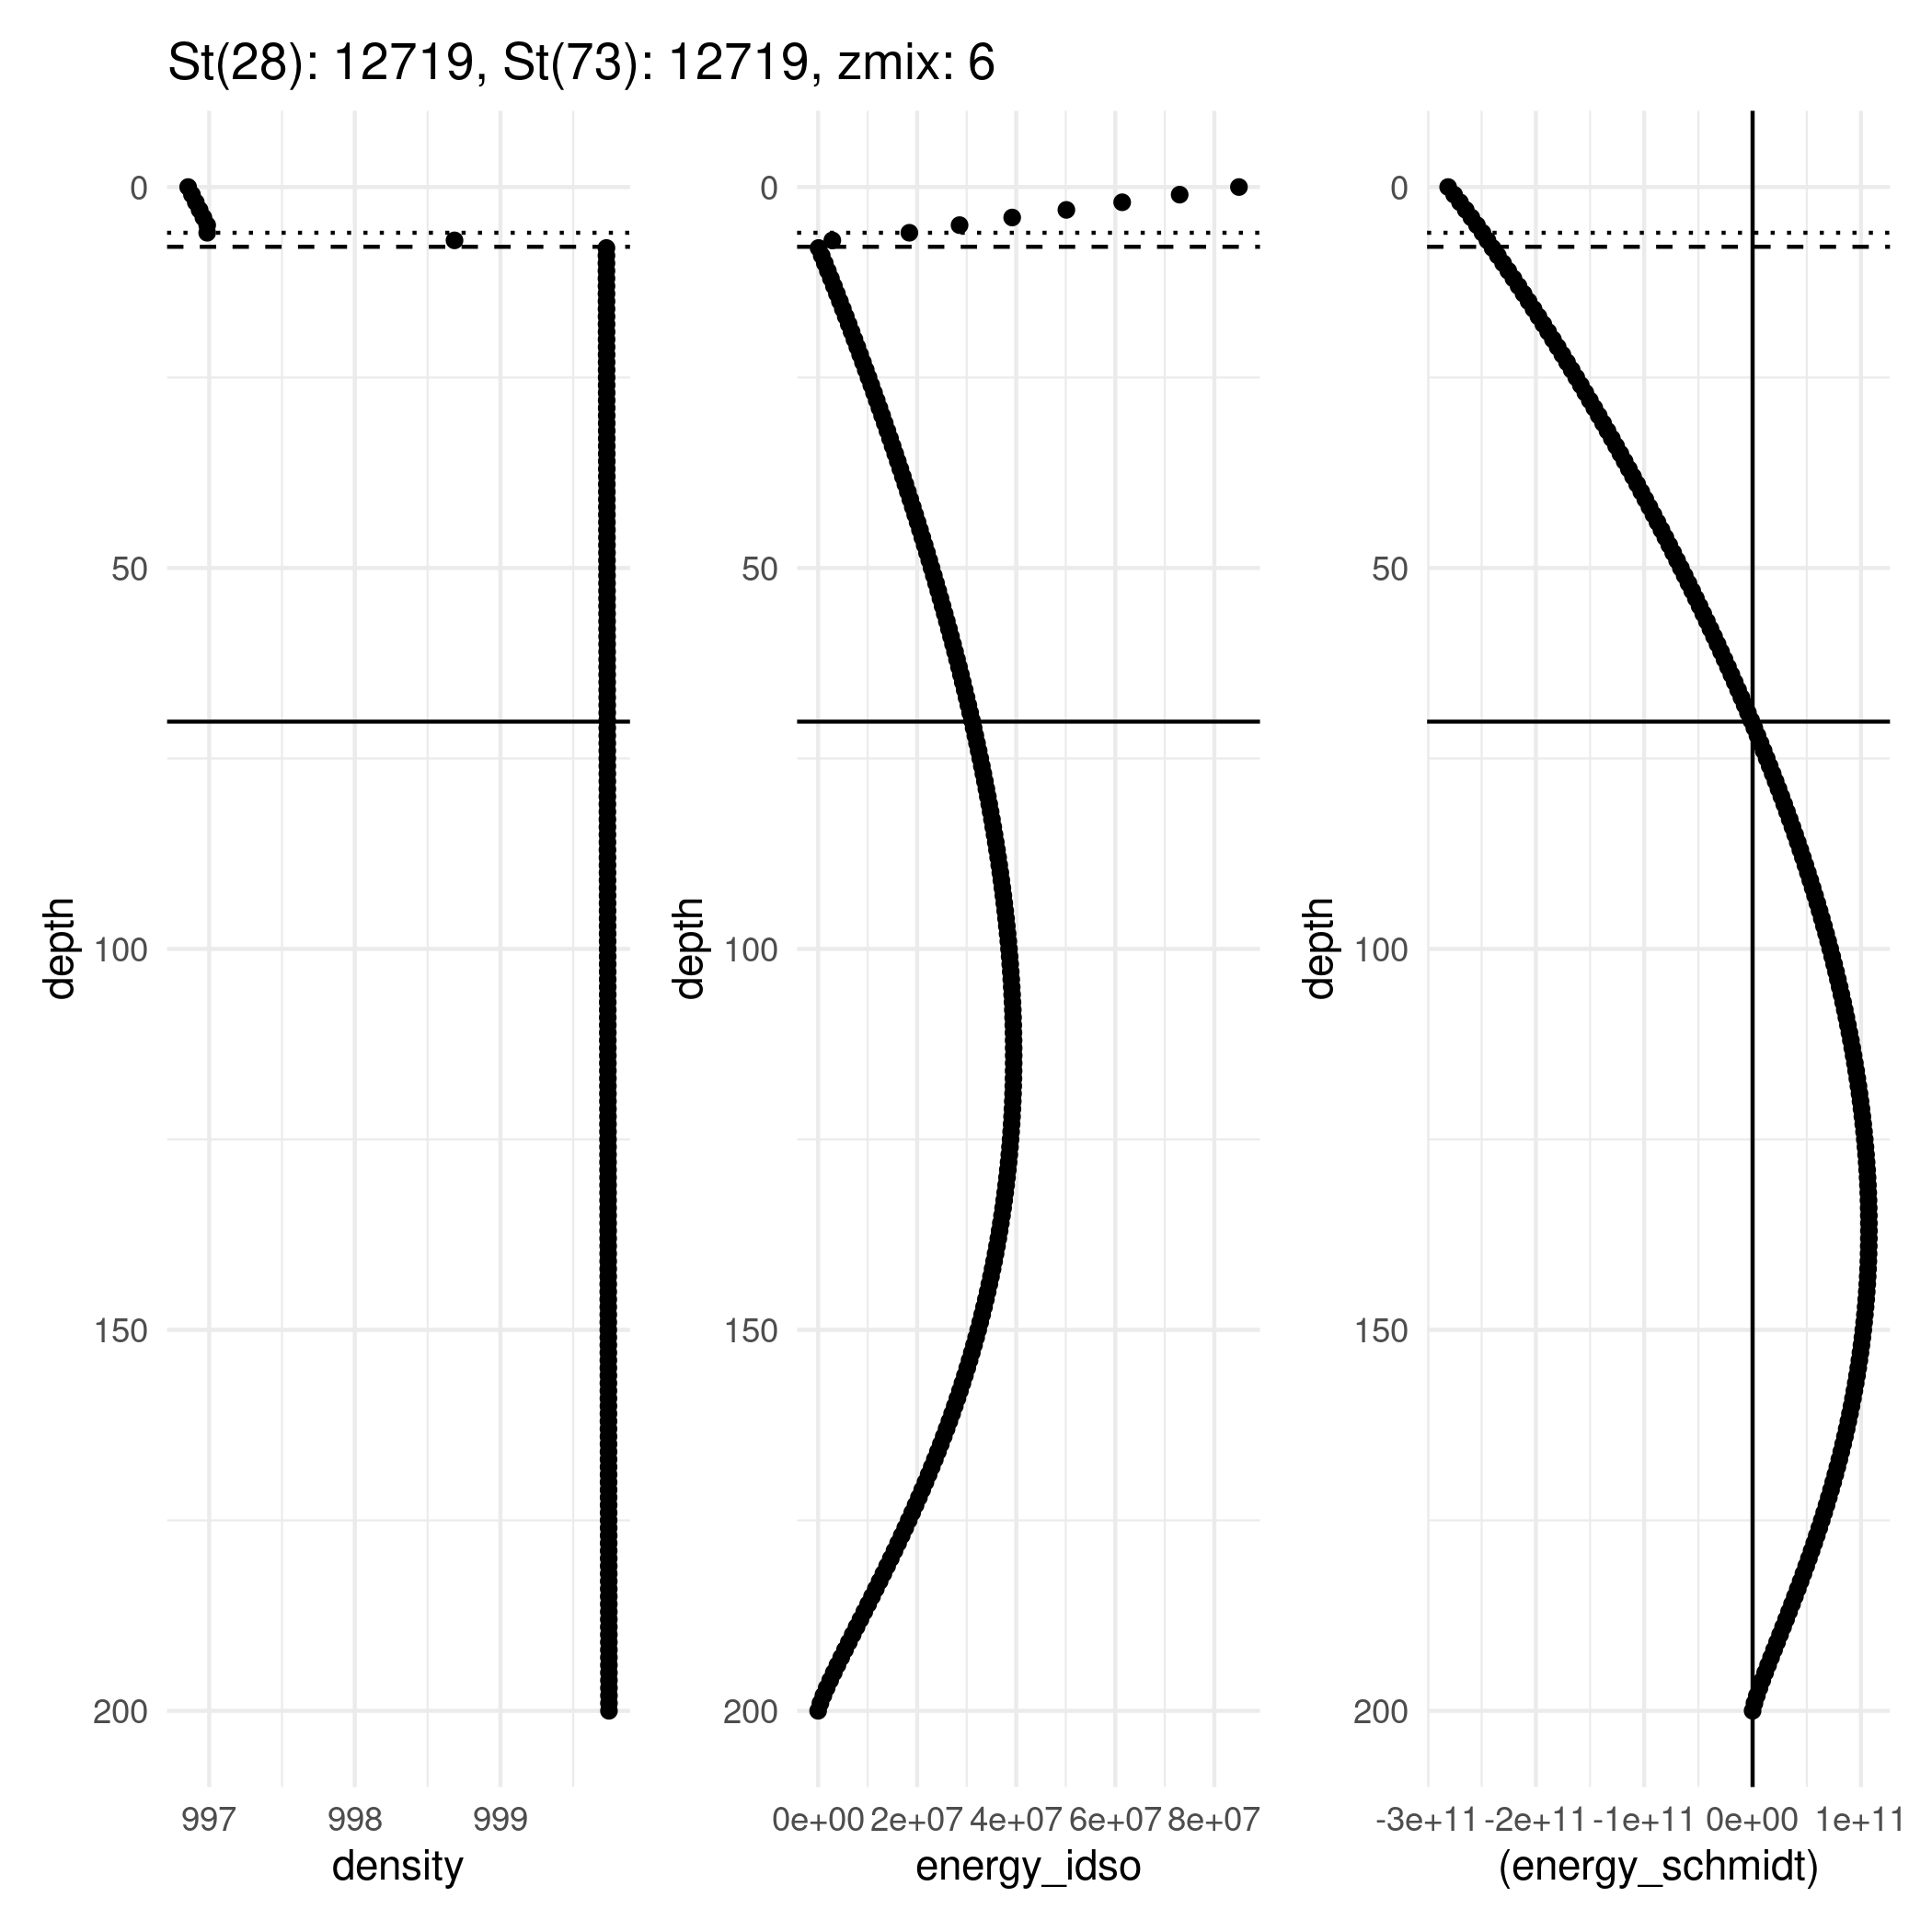 St(28): 12719, St(73): 12719, zmix: 6
depth
0
50
100
150
200
997 998 999
density
depth
0
50
100
150
200
0e+00 2e+07 4e+07 6e+07 8e+07
energy_idso
depth
0
50
100
150
200
-3e+11 -2e+11 -1e+11 0e+00 1e+11
(energy_schmidt)